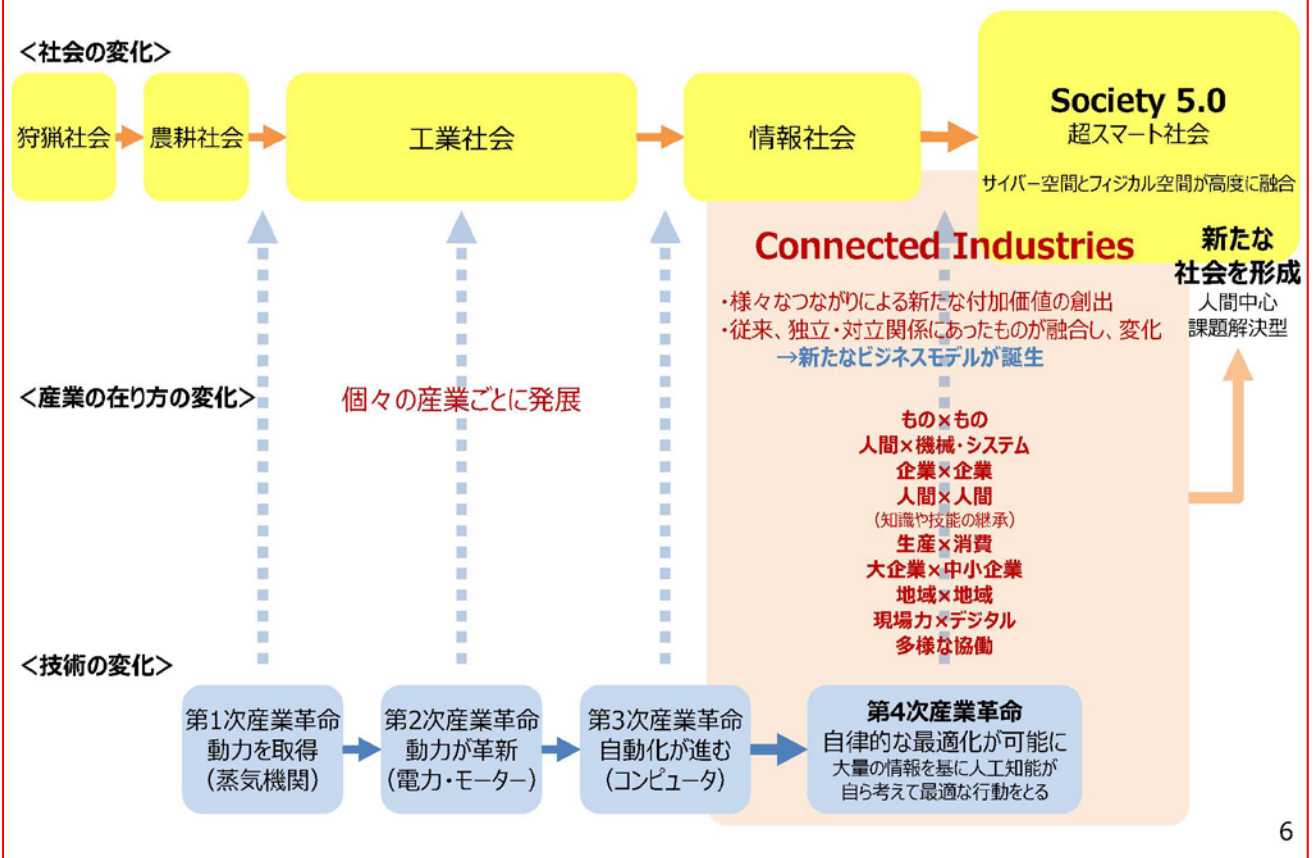 <社会の変化>
狩猟社会
農耕社会
工業社会
情報社会
Society 5.0
超スマート社会
サイバー空間とフィジカル空間が高度に融合
Connected Industries
・様々なつながりによる新たな付加価値の創出
・従来、独立・対立関係にあったものが融合し、変化
→新たなビジネスモデルが誕生
新たな
社会を形成
人間中心
課題解決型
<産業の在り方の変化>
個々の産業ごとに発展
もの×もの
人間×機械・システム
企業×企業
人間×人間
(知識や技能の継承)
生産×消費
大企業×中小企業
地域×地域
現場力×デジタル
多様な協働
<技術の変化>
第1次産業革命
動力を取得
(蒸気機関)
第2次産業革命
動力が革新
(電力・モーター)
第3次産業革命
自動化が進む
(コンピュータ)
第4次産業革命
自律的な最適化が可能に
大量の情報を基に人工知能が
自ら考えて最適な行動をとる
6